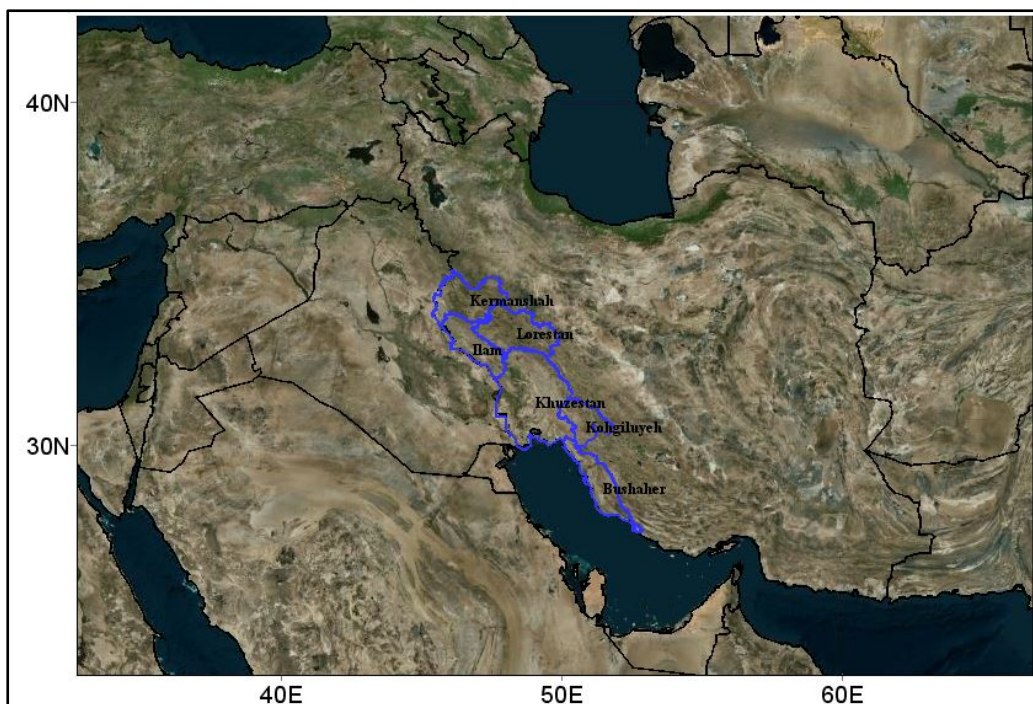 40N
Kermanshah
Lorestan
Ilam
Khuzestan
Kohgiluyeh
30N
Bushaher
40E
50E
60E